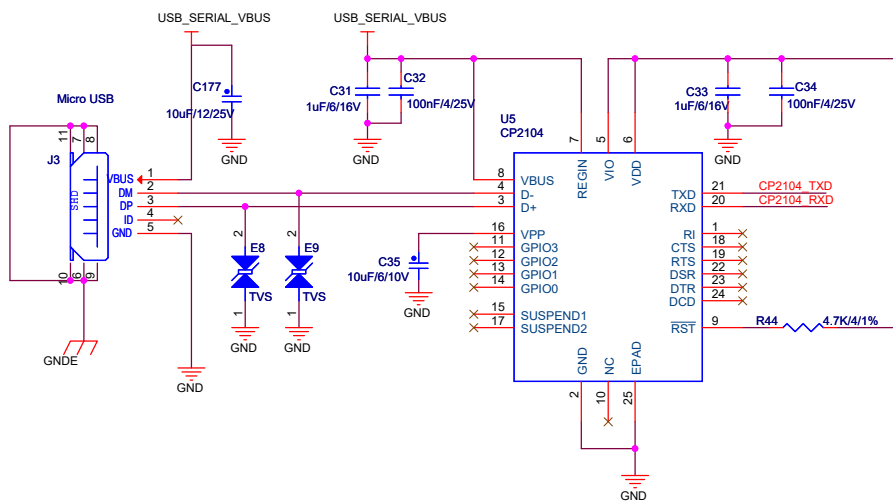 USB_SERIAL_VBUS
USB_SERIAL_VBUS
C177
10uF/12/25V
GND
C31
1uF/6/16V
C32
100nF/4/25V
GND
C33
1uF/6/16V
C34
100nF/4/25V
GND
Micro USB
J3
11
7
8
SHD
10
6
9
VBUS 1
DM 2
DP 3
ID 4
GND 5
GNDE
GND
2
E8
TVS
1
GND
2
E9
TVS
1
GND
C35
10uF/6/10V
GND
U5
CP2104
7
5
6
REGIN
VIO
VDD
8 VBUS
4 D-
3 D+
16 VPP
11 GPIO3
12 GPIO2
13 GPIO1
14 GPIO0
15 SUSPEND1
17 SUSPEND2
TXD 21 CP2104_TXD
RXD 20 CP2104_RXD
RI 1
CTS 18
RTS 19
DSR 22
DTR 23
DCD 24
RST 9
R44 4.7K/4/1%
GND
NC
EPAD
2
10
25
GND